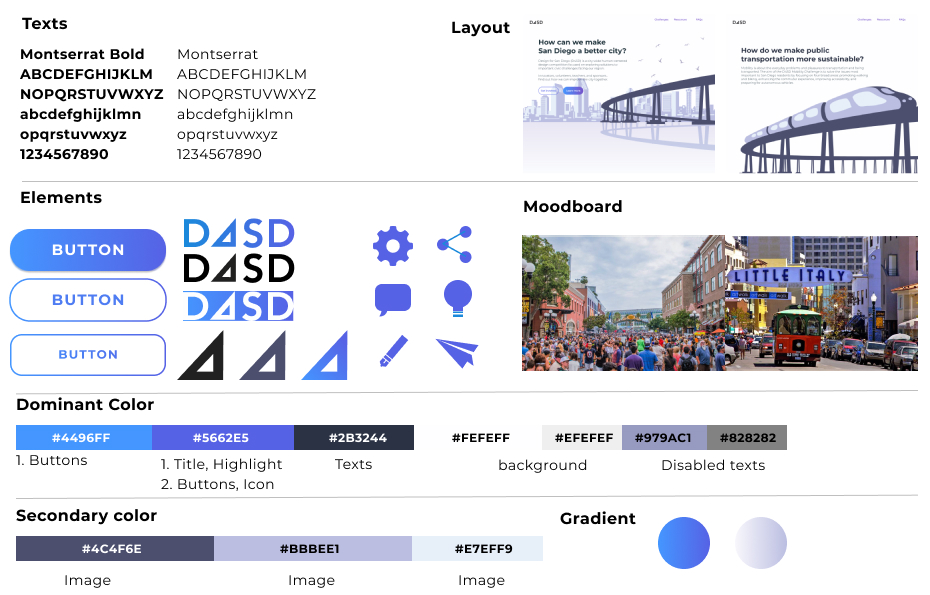 Texts
Montserrat Bold
ABCDEFGHIJKLM
NOPQRSTUVWXYZ
abcdefghijklmn
opqrstuvwxyz
1234567890
Montserrat
ABCDEFGHIJKLM
NOPQRSTUVWXYZ
abcdefghijklmn
opqrstuvwxyz
1234567890
Layout
DASD
How can we make
San Diego a better city?
DASD
How do we make public
transportation more sustainable?
Elements
BUTTON
BUTTON
BUTTON
DASD
DASD
DASD
Moodboard
LITTLE ITALY
Dominant Color
#4496FF
#5662E5
#2B3244
#FEFEFF
#EFEFEF
#979AC1
#828282
1. Buttons
1. Title, Highlight
2. Buttons, Icon
Texts
background
Disabled texts
Secondary color
#4C4F6E
#BBBEE1
#E7EFF9
Image
Image
Image
Gradient